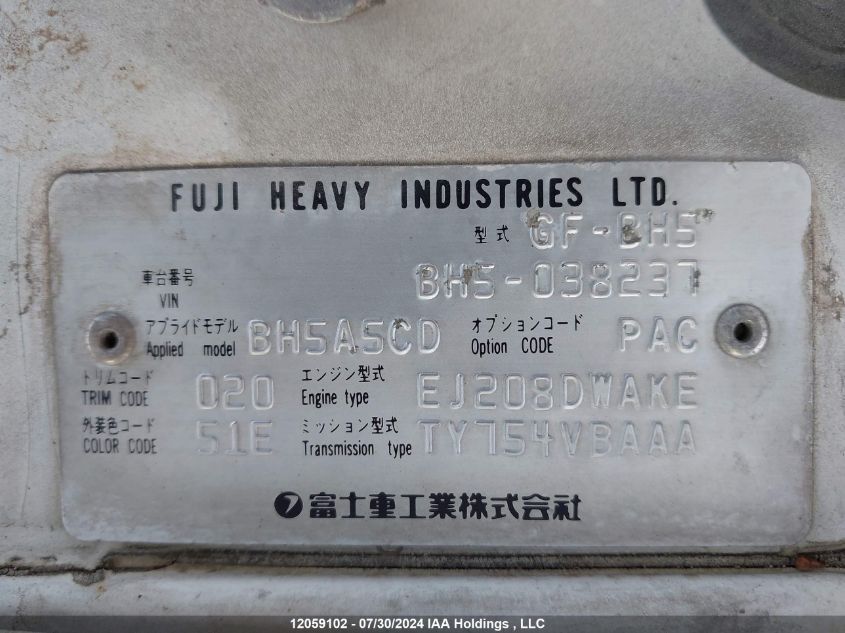 FUJI HEAVY INDUSTRIES LTD.
型式 GF-BH5
車台番号 VIN BH5-038237
アプライドモデル Applied model BH5A5CD オプションコード Option CODE PAC
トリムコード TRIM CODE 020 エンジン型式 Engine type EJ208DWAKE
外装色コード COLOR CODE 51E ミッション型式 Transmission type TY754VBAAA
富士重工業株式会社
12059102 - 07/30/2024 IAA Holdings , LLC